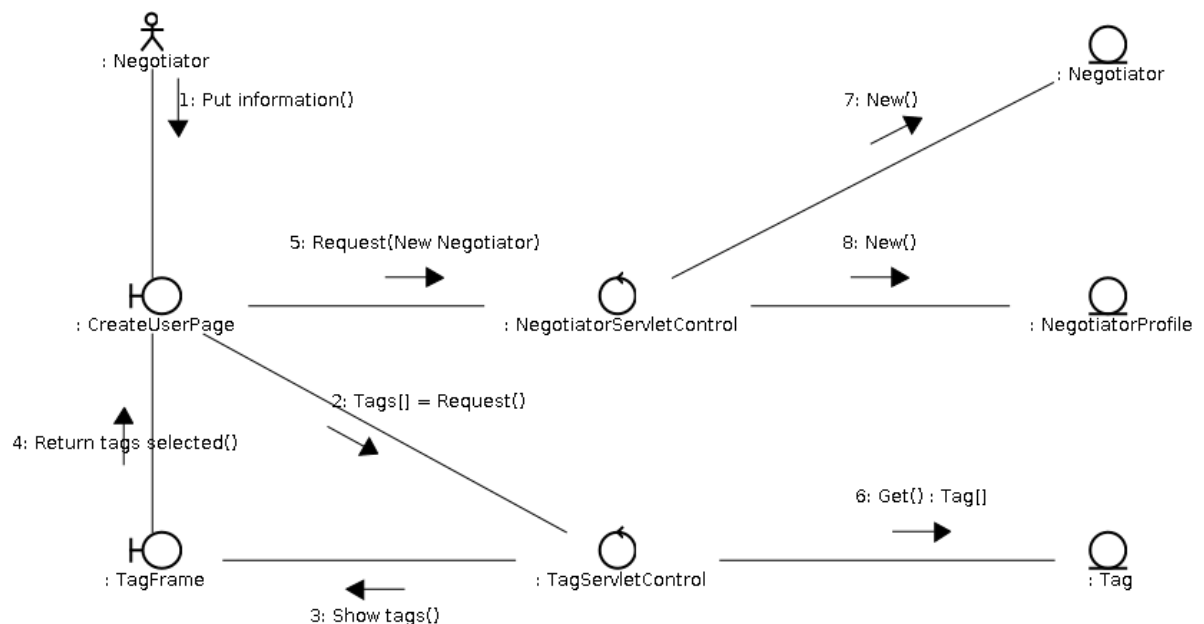 : Negotiator
: Negotiator
1: Put information()
7: New()
5: Request(New Negotiator)
8: New()
: CreateUserPage
: NegotiatorServletControl
: NegotiatorProfile
2: Tags[] = Request()
4: Return tags selected()
6: Get() : Tag[]
: TagFrame
: TagServletControl
: Tag
3: Show tags()